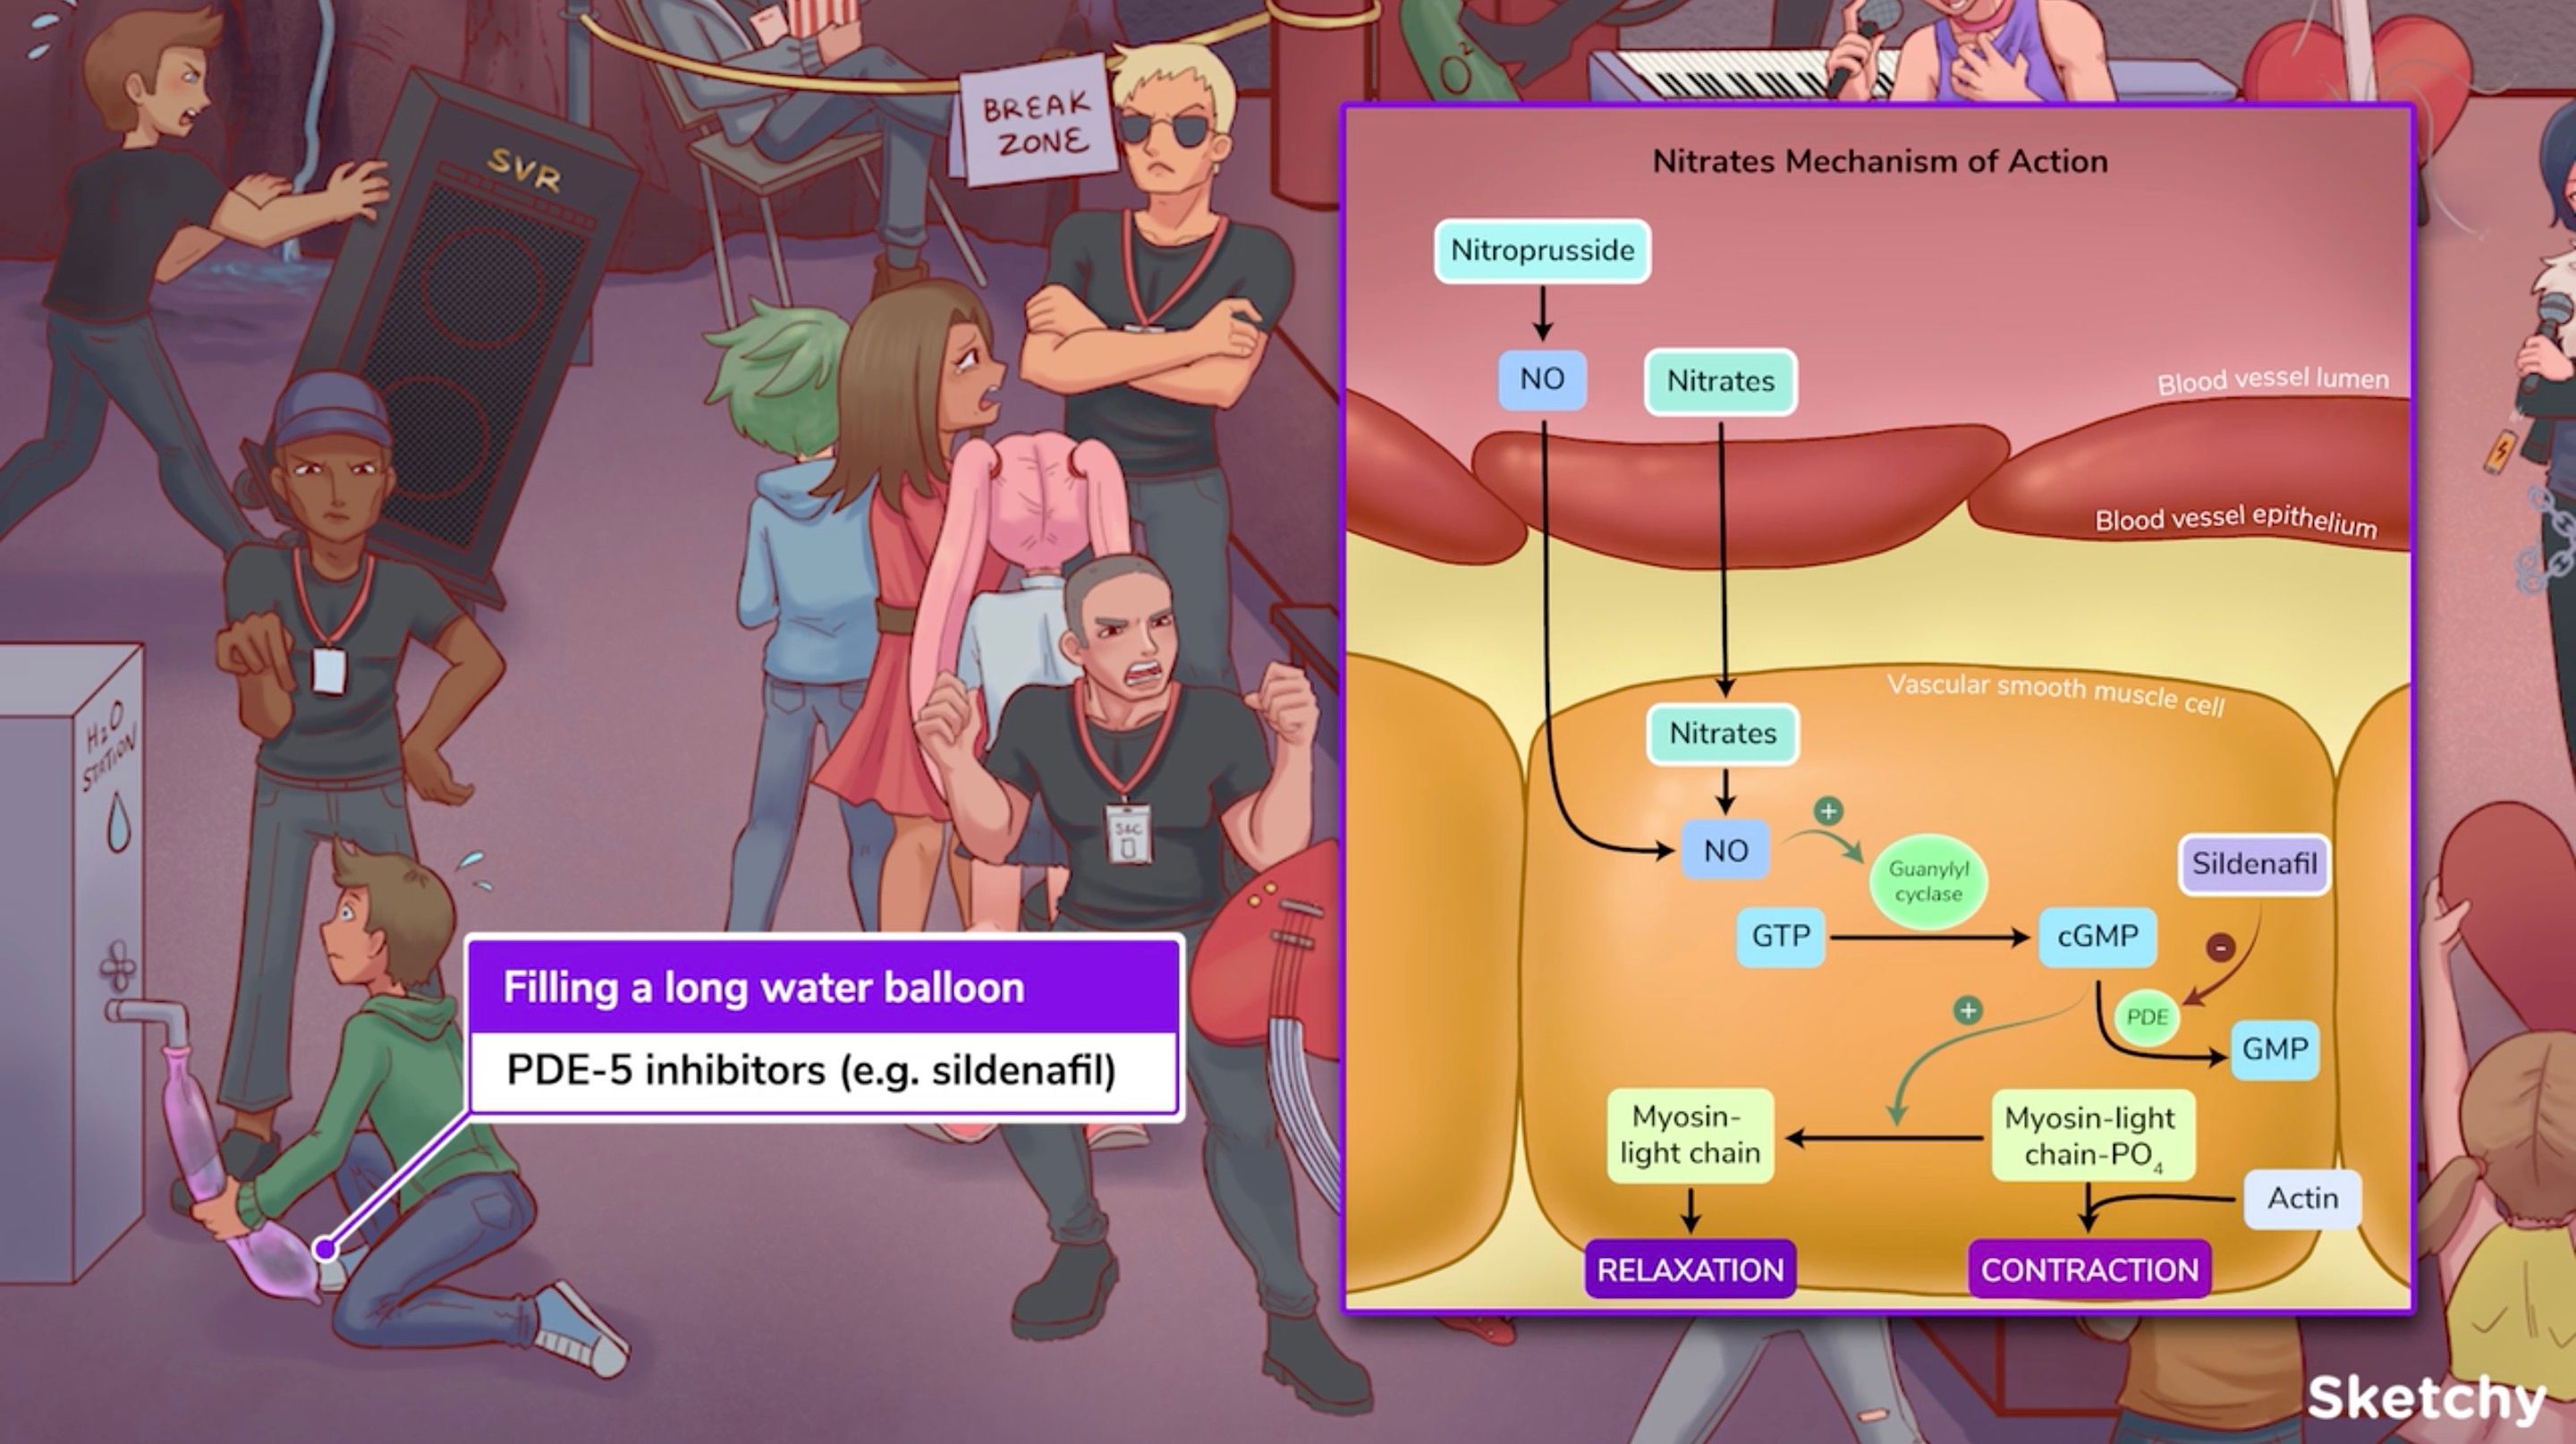 BREAK
ZONE
SVR
O2
H2O
STATION
SEC
Filling a long water balloon
PDE-5 inhibitors (e.g. sildenafil)
Nitrates Mechanism of Action
Nitroprusside
NO
Nitrates
Blood vessel lumen
Blood vessel epithelium
Vascular smooth muscle cell
Nitrates
+
NO
Guanylyl
cyclase
Sildenafil
GTP
cGMP
-
+
PDE
GMP
Myosin-
light chain
Myosin-light
chain-PO4
Actin
RELAXATION
CONTRACTION
Sketchy